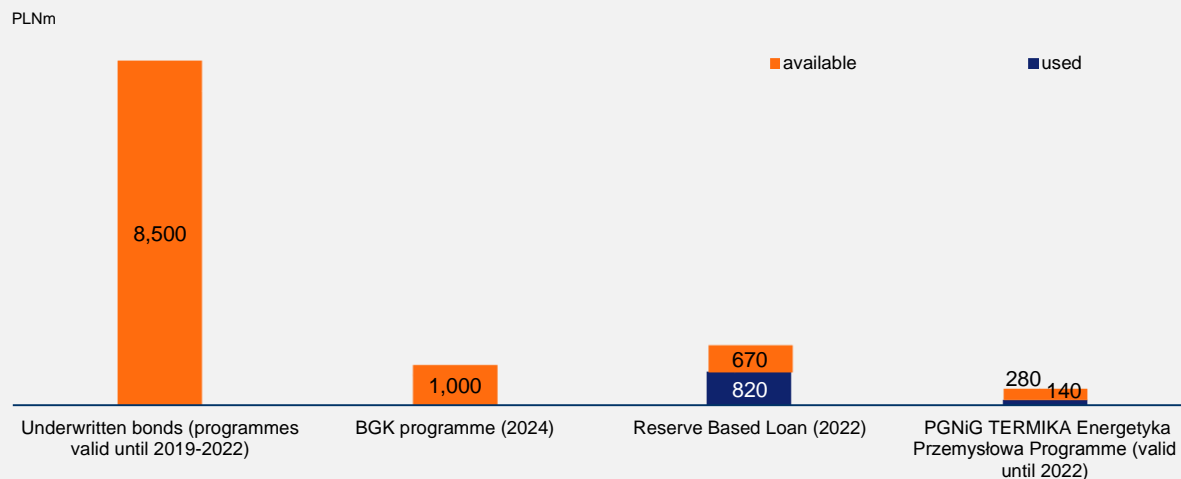 PLNm
available
used
8,500
1,000
670
820
280
140
Underwritten bonds (programmes
valid until 2019-2022)
BGK programme (2024)
Reserve Based Loan (2022)
PGNiG TERMIKA Energetyka
Przemysłowa Programme (valid
until 2022)